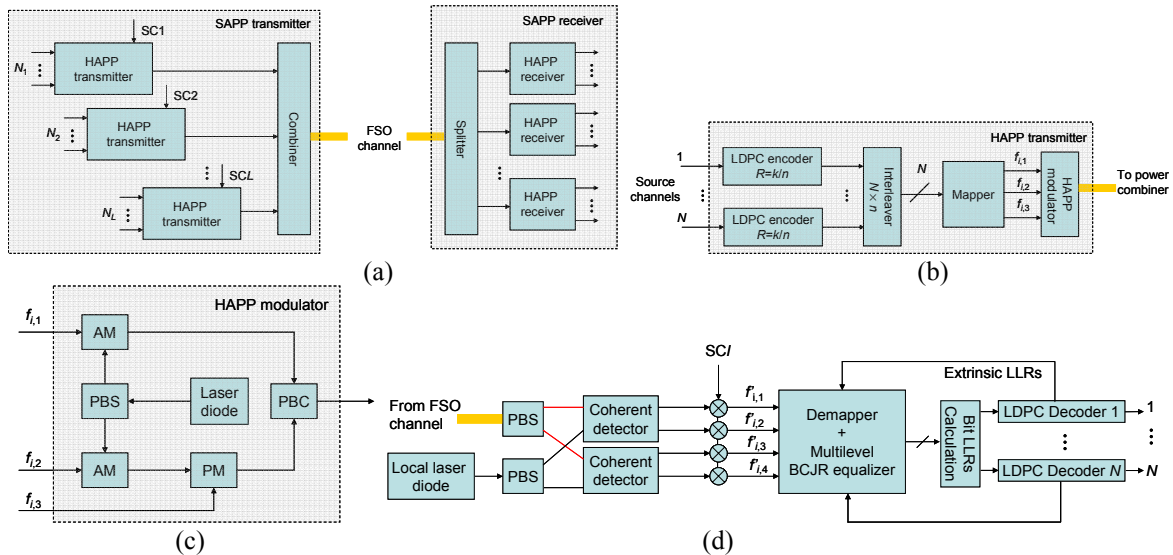 SAPP transmitter
SC1
N1
HAPP
transmitter
SC2
N2
HAPP
transmitter
SCL
NL
HAPP
transmitter
Combiner
FSO
channel
SAPP receiver
Splitter
HAPP
receiver
HAPP
receiver
HAPP
receiver
(a)
HAPP transmitter
1
Source
channels
N
LDPC encoder
R=k/n
LDPC encoder
R=k/n
Interleaver
N × n
N
Mapper
fi,1
fi,2
fi,3
HAPP
modulator
To power
combiner
(b)
HAPP modulator
fi,1
AM
PBS
Laser
diode
PBC
fi,2
AM
PM
fi,3
(c)
From FSO
channel
PBS
Local laser
diode
PBS
Coherent
detector
Coherent
detector
SCl
f'i,1
f'i,2
f'i,3
f'i,4
Demapper
+
Multilevel
BCJR equalizer
Extrinsic LLRs
Bit LLRs
Calculation
LDPC Decoder 1
1
LDPC Decoder N
N
(d)